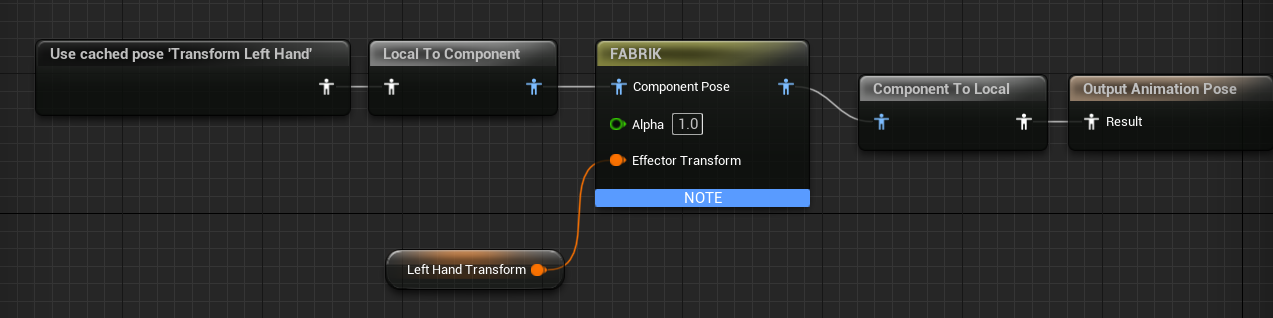 Use cached pose 'Transform Left Hand'
Local To Component
FABRIK
Component Pose
Alpha 1.0
Effector Transform
NOTE
Component To Local
Output Animation Pose
Result
Left Hand Transform